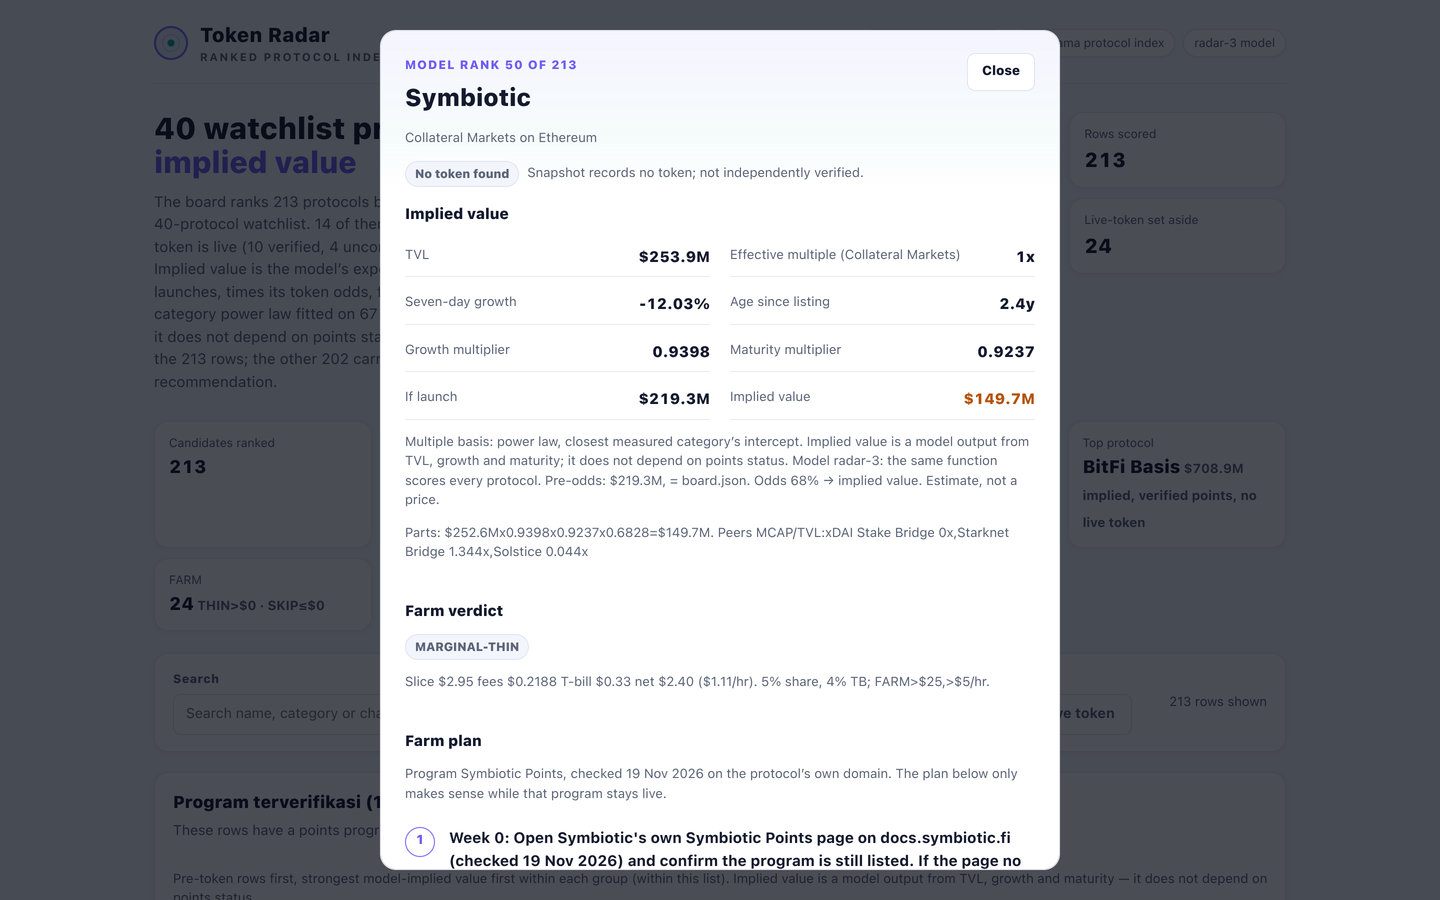 Token Radar
RANKED PROTOCOL INDE
ama protocol index
radar-3 model
40 watchlist pr
implied value
The board ranks 213 protocols b
40-protocol watchlist. 14 of ther
token is live (10 verified, 4 uncon
Implied value is the model's exp
launches, times its token odds, f
category power law fitted on 67
it does not depend on points sta
the 213 rows; the other 202 carr
recommendation.
Rows scored
213
Live-token set aside
24
Candidates ranked
213
Top protocol
BitFi Basis $708.9M
implied, verified points, no
live token
FARM
24 THIN>$0 · SKIP≤$0
Search
Search name, category or cha
ve token
213 rows shown
Program terverifikasi (1
These rows have a points progr
Pre-token rows first, strongest model-implied value first within each group (within this list). Implied value is a model output from TVL, growth and maturity — it does not depend on
points status.
MODEL RANK 50 OF 213
Close
Symbiotic
Collateral Markets on Ethereum
No token found Snapshot records no token; not independently verified.
Implied value
TVL $253.9M
Effective multiple (Collateral Markets) 1x
Seven-day growth -12.03%
Age since listing 2.4y
Growth multiplier 0.9398
Maturity multiplier 0.9237
If launch $219.3M
Implied value $149.7M
Multiple basis: power law, closest measured category's intercept. Implied value is a model output from
TVL, growth and maturity; it does not depend on points status. Model radar-3: the same function
scores every protocol. Pre-odds: $219.3M, = board.json. Odds 68% → implied value. Estimate, not a
price.
Parts: $252.6Mx0.9398x0.9237x0.6828=$149.7M. Peers MCAP/TVL:xDAI Stake Bridge 0x,Starknet
Bridge 1.344x,Solstice 0.044x
Farm verdict
MARGINAL-THIN
Slice $2.95 fees $0.2188 T-bill $0.33 net $2.40 ($1.11/hr). 5% share, 4% TB; FARM>$25,>$5/hr.
Farm plan
Program Symbiotic Points, checked 19 Nov 2026 on the protocol's own domain. The plan below only
makes sense while that program stays live.
1 Week 0: Open Symbiotic's own Symbiotic Points page on docs.symbiotic.fi
(checked 19 Nov 2026) and confirm the program is still listed. If the page no